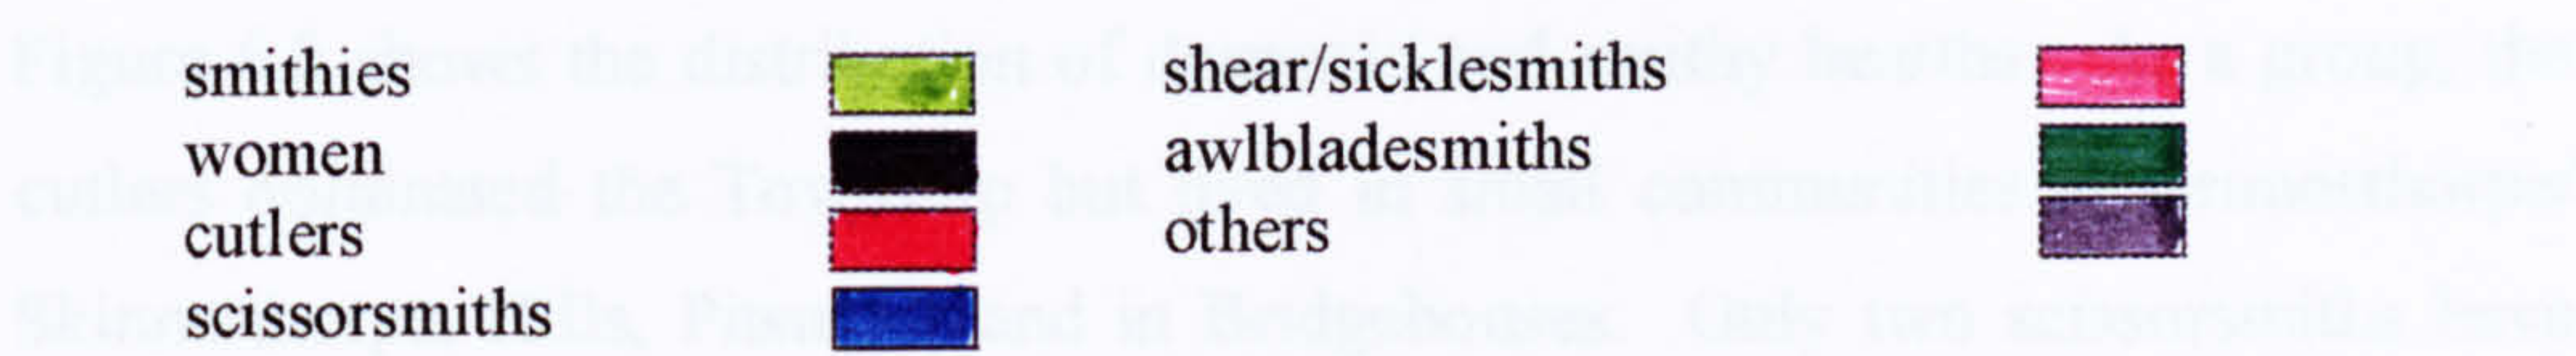 smithies
women
cutlers
scissorsmiths
shear/sicklesmiths
awlbladesmiths
others